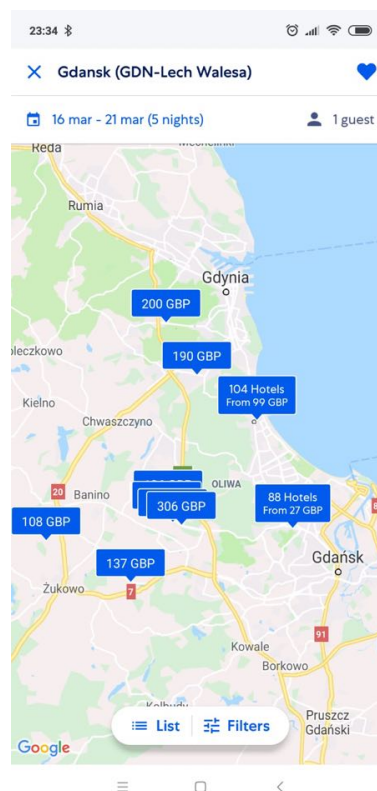 23:34
Gdansk (GDN-Lech Walesa)
16 mar - 21 mar (5 nights)
1 guest
Reda
Rumia
Gdynia
200 GBP
190 GBP
104 Hotels
From 99 GBP
Kielno
Chwaszczyno
20
Banino
OLIWA
306 GBP
88 Hotels
From 27 GBP
108 GBP
137 GBP
Gdańsk
Żukowo
7
91
Kowale
Borkowo
Pruszcz
Gdański
List
Filters
Google